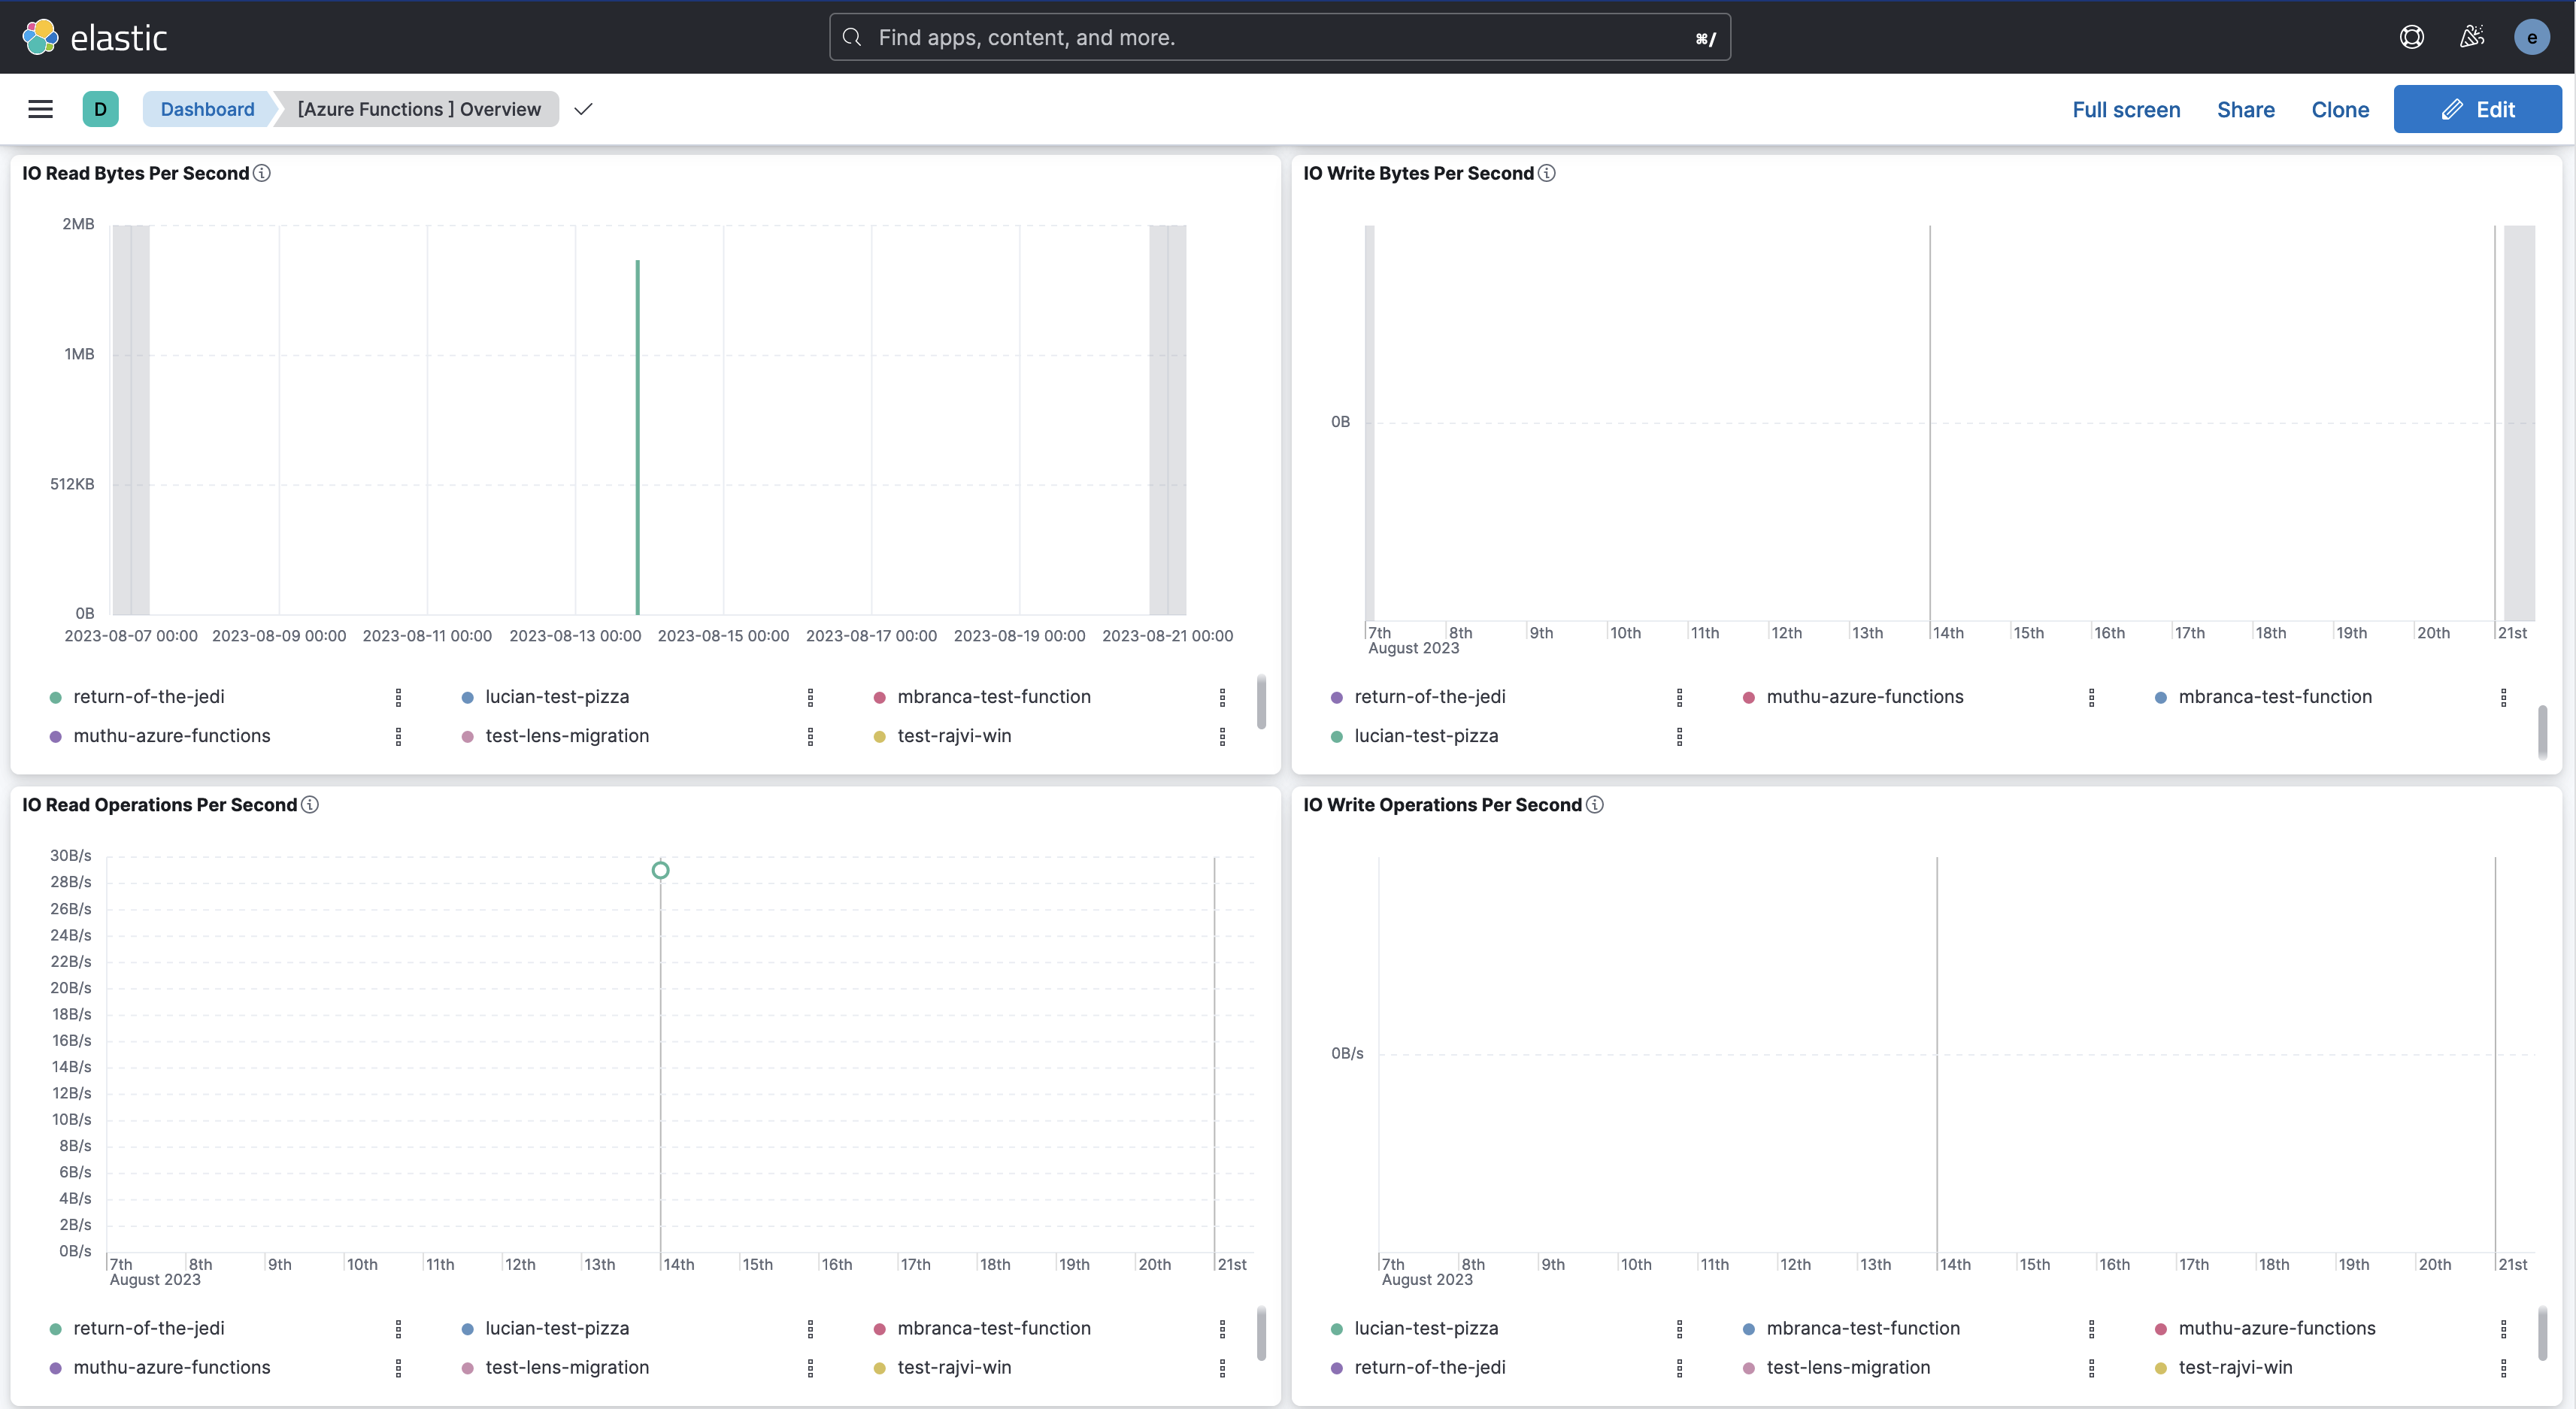 elastic
Find apps, content, and more.
⌘/
e
D
Dashboard
[Azure Functions ] Overview
Full screen
Share
Clone
Edit
IO Read Bytes Per Second
2MB
1MB
512KB
0B
2023-08-07 00:00 2023-08-09 00:00 2023-08-11 00:00 2023-08-13 00:00 2023-08-15 00:00 2023-08-17 00:00 2023-08-19 00:00 2023-08-21 00:00
return-of-the-jedi lucian-test-pizza mbranca-test-function
muthu-azure-functions test-lens-migration test-rajvi-win
IO Write Bytes Per Second
0B
7th 8th 9th 10th 11th 12th 13th 14th 15th 16th 17th 18th 19th 20th 21st
August 2023
return-of-the-jedi muthu-azure-functions mbranca-test-function
lucian-test-pizza
IO Read Operations Per Second
30B/s
28B/s
26B/s
24B/s
22B/s
20B/s
18B/s
16B/s
14B/s
12B/s
10B/s
8B/s
6B/s
4B/s
2B/s
0B/s
7th 8th 9th 10th 11th 12th 13th 14th 15th 16th 17th 18th 19th 20th 21st
August 2023
return-of-the-jedi lucian-test-pizza mbranca-test-function
muthu-azure-functions test-lens-migration test-rajvi-win
IO Write Operations Per Second
0B/s
7th 8th 9th 10th 11th 12th 13th 14th 15th 16th 17th 18th 19th 20th 21st
August 2023
lucian-test-pizza mbranca-test-function muthu-azure-functions
return-of-the-jedi test-lens-migration test-rajvi-win